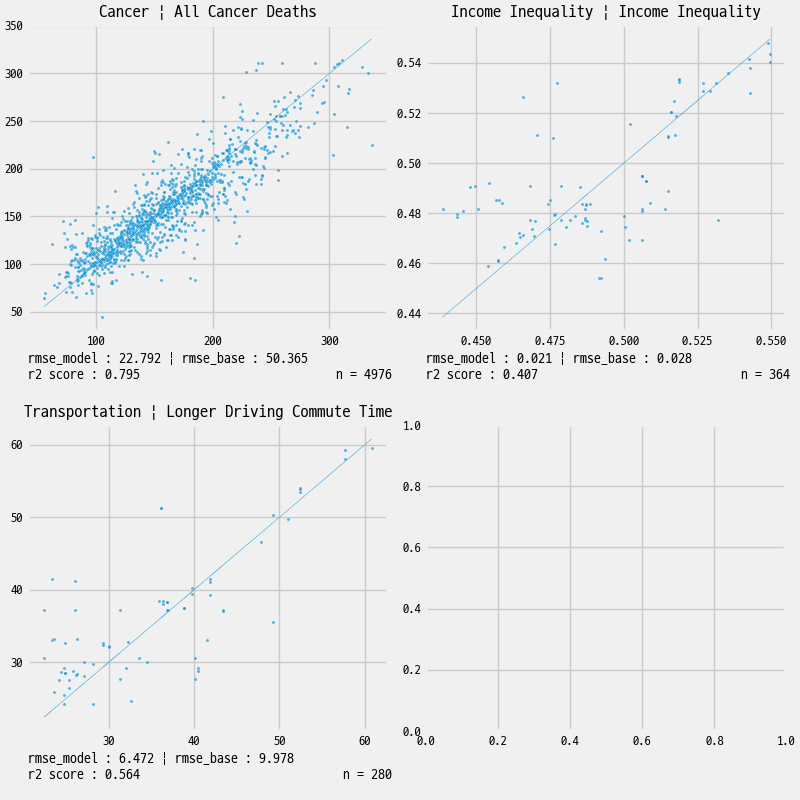 Cancer ¦ All Cancer Deaths
350
300
250
200
150
100
50
100 200 300
rmse_model : 22.792 ¦ rmse_base : 50.365
r2 score : 0.795 n = 4976
Income Inequality ¦ Income Inequality
0.54
0.52
0.50
0.48
0.46
0.44
0.450 0.475 0.500 0.525 0.550
rmse_model : 0.021 ¦ rmse_base : 0.028
r2 score : 0.407 n = 364
Transportation ¦ Longer Driving Commute Time
60
50
40
30
30 40 50 60
rmse_model : 6.472 ¦ rmse_base : 9.978
r2 score : 0.564 n = 280
1.0
0.8
0.6
0.4
0.2
0.0
0.0 0.2 0.4 0.6 0.8 1.0